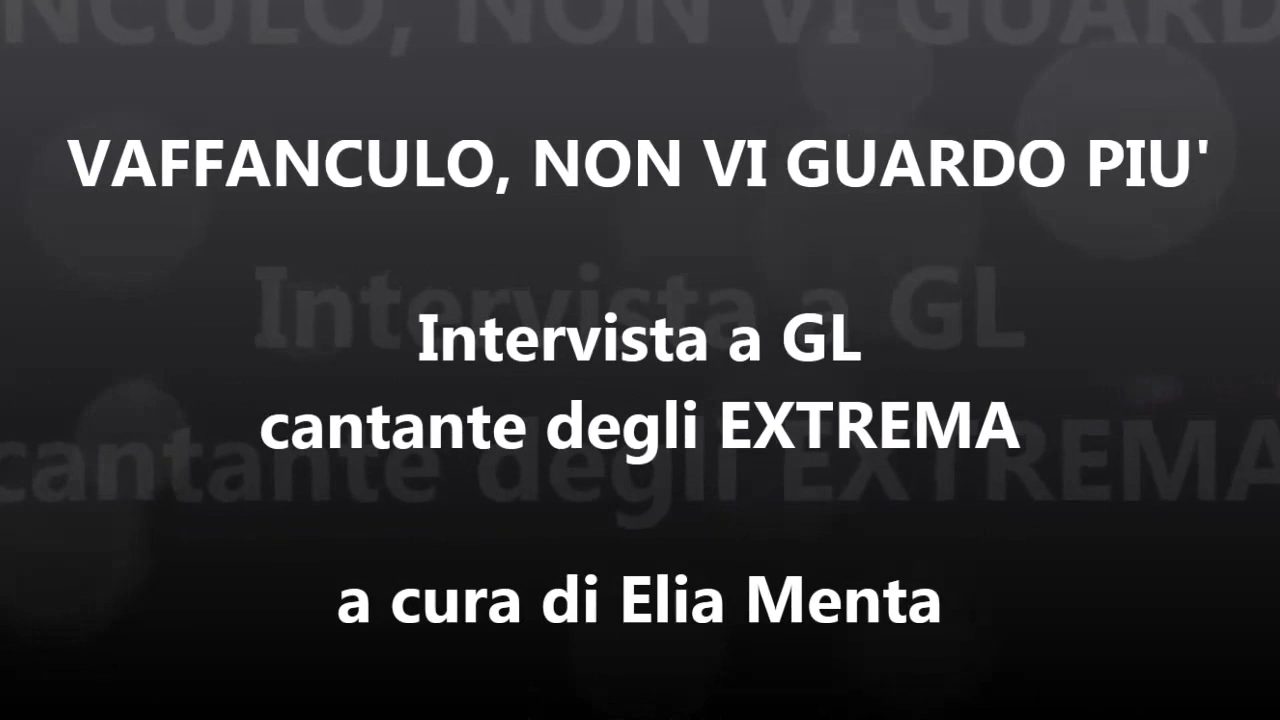 VAFFANCULO, NON VI GUARDO PIU'
Intervista a GL
cantante degli EXTREMA
a cura di Elia Menta